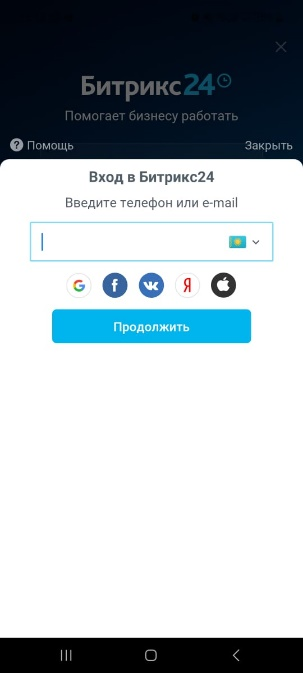 Битрикс24
Помогает бизнесу работать
? Помощь
Закрыть
Вход в Битрикс24
Введите телефон или e-mail
Продолжить